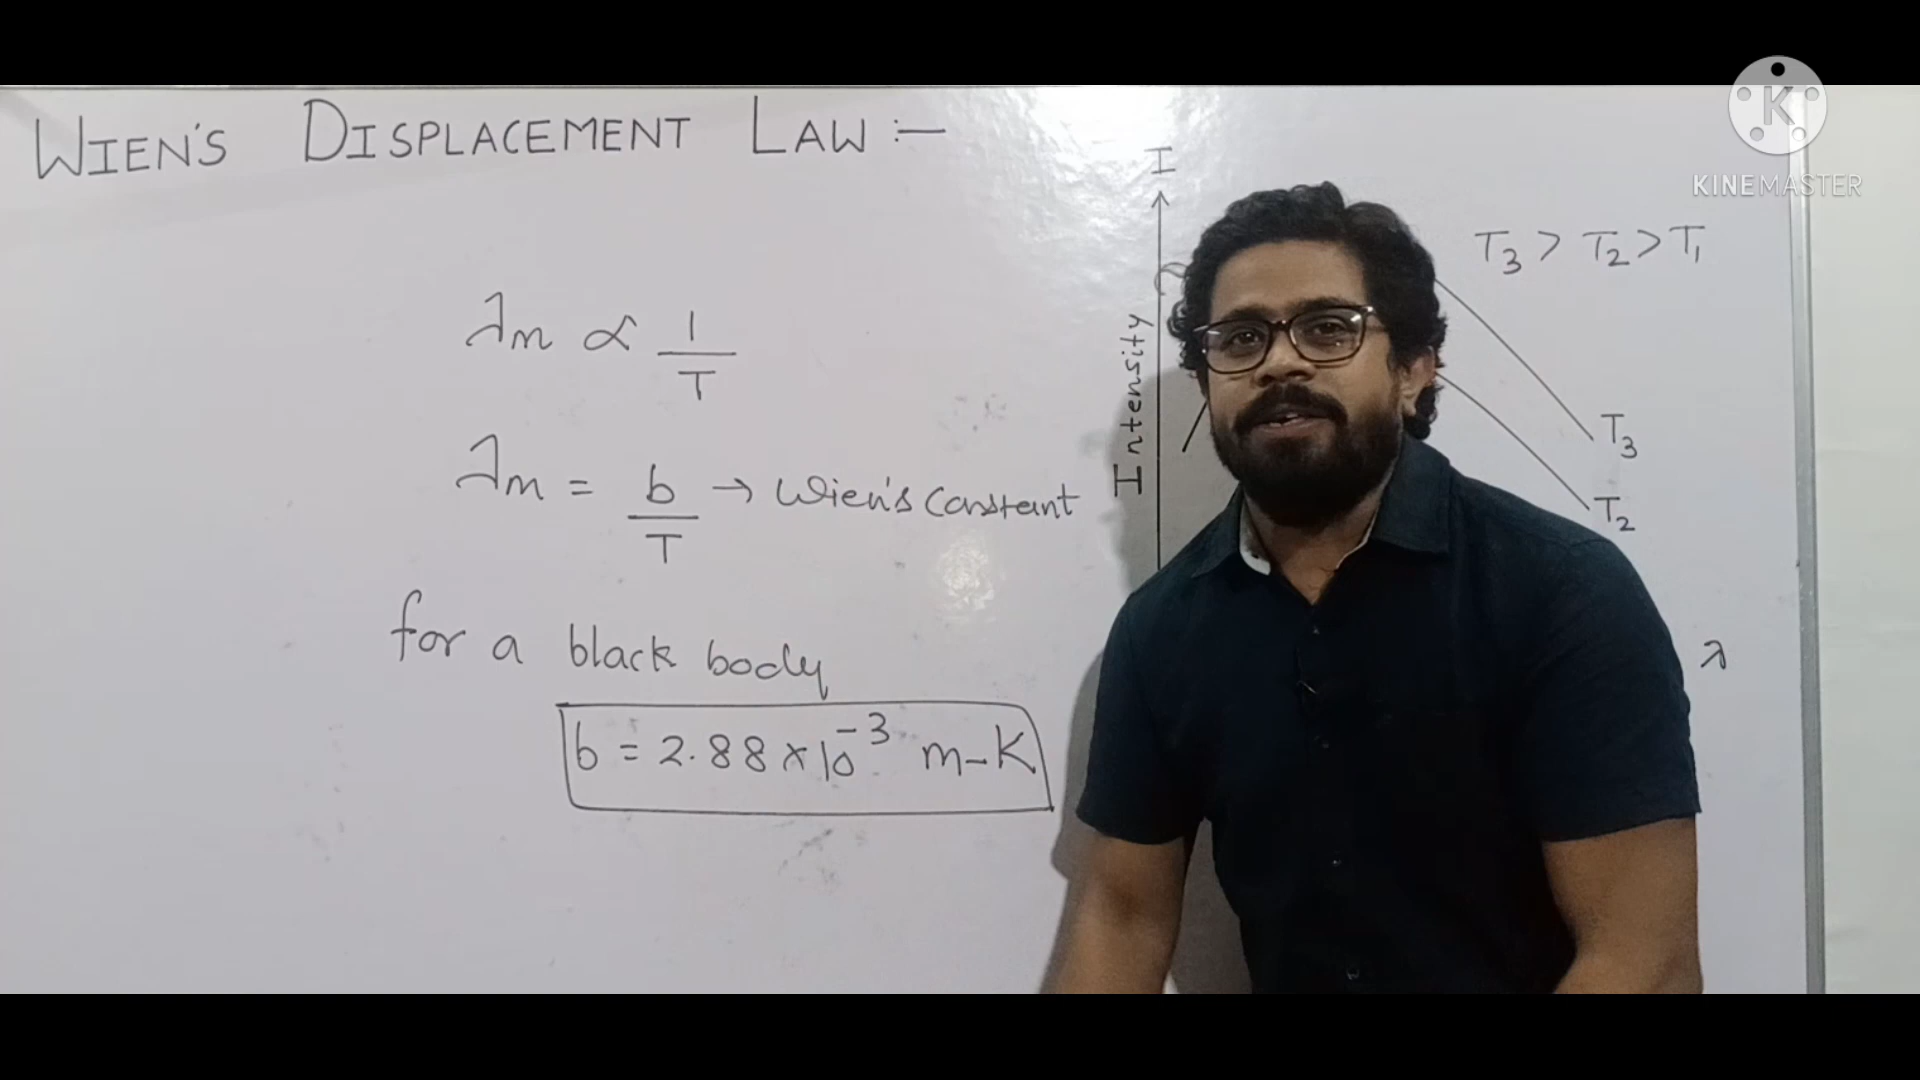 WIEN'S DISPLACEMENT LAW :-
λm ∝ 1/T
λm = b/T → Wien's constant
for a black body
b = 2.88 × 10⁻³ m-K
I
Intensity
T₃ > T₂ > T₁
T₃
T₂
λ
K
KINEMASTER